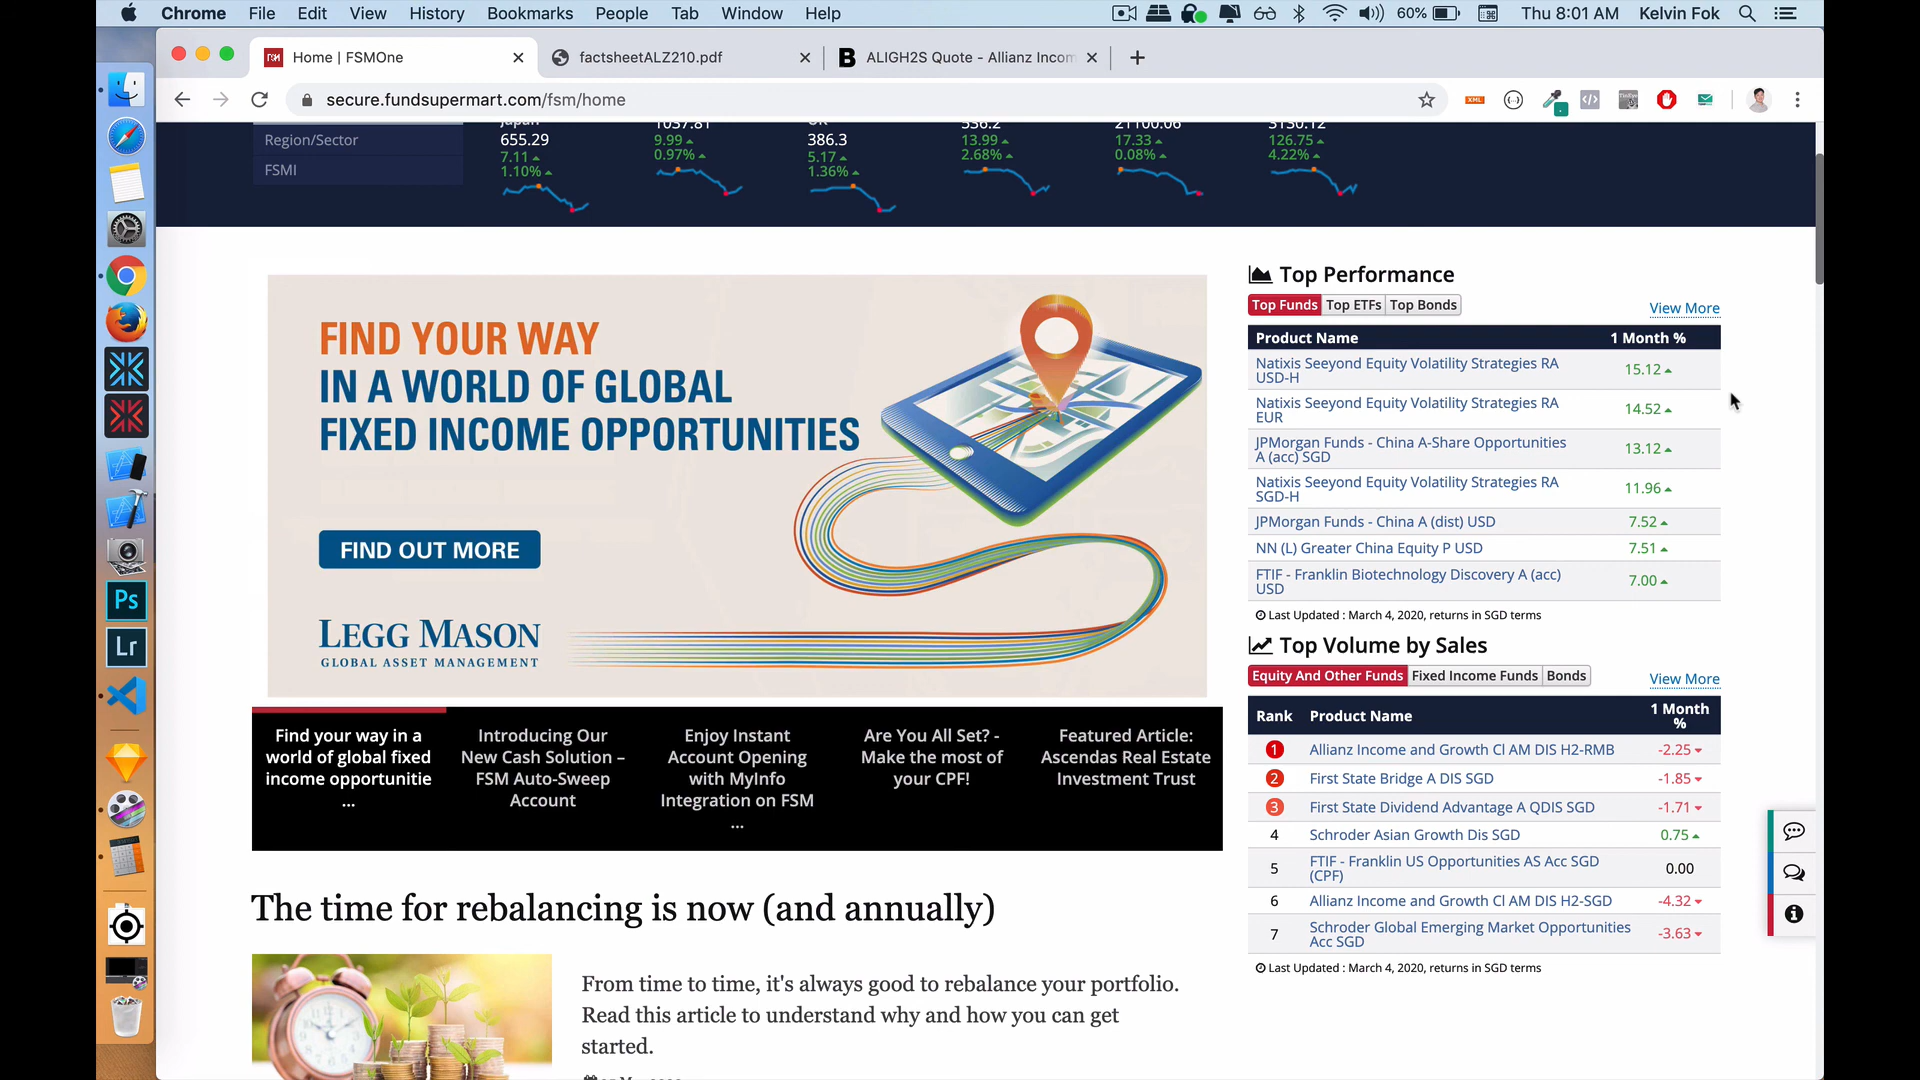 Chrome File Edit View History Bookmarks People Tab Window Help 60% Thu 8:01 AM Kelvin Fok
Home | FSMOne factsheetALZ210.pdf B ALIGH2S Quote - Allianz Incom
secure.fundsupermart.com/fsm/home
Region/Sector
FSMI
Japan
655.29
7.11
1.10%
1037.81
9.99
0.97%
UK
386.3
5.17
1.36%
536.2
13.99
2.68%
21100.06
17.33
0.08%
3130.12
126.75
4.22%
FIND YOUR WAY
IN A WORLD OF GLOBAL
FIXED INCOME OPPORTUNITIES
FIND OUT MORE
LEGG MASON
GLOBAL ASSET MANAGEMENT
Find your way in a
world of global fixed
income opportunitie
...
Introducing Our
New Cash Solution –
FSM Auto-Sweep
Account
Enjoy Instant
Account Opening
with MyInfo
Integration on FSM
...
Are You All Set? -
Make the most of
your CPF!
Featured Article:
Ascendas Real Estate
Investment Trust
The time for rebalancing is now (and annually)
From time to time, it's always good to rebalance your portfolio.
Read this article to understand why and how you can get
started.
Top Performance
Top Funds Top ETFs Top Bonds View More
Product Name 1 Month %
Natixis Seeyond Equity Volatility Strategies RA
USD-H 15.12
Natixis Seeyond Equity Volatility Strategies RA
EUR 14.52
JPMorgan Funds - China A-Share Opportunities
A (acc) SGD 13.12
Natixis Seeyond Equity Volatility Strategies RA
SGD-H 11.96
JPMorgan Funds - China A (dist) USD 7.52
NN (L) Greater China Equity P USD 7.51
FTIF - Franklin Biotechnology Discovery A (acc)
USD 7.00
Last Updated : March 4, 2020, returns in SGD terms
Top Volume by Sales
Equity And Other Funds Fixed Income Funds Bonds View More
Rank Product Name 1 Month
%
1 Allianz Income and Growth Cl AM DIS H2-RMB -2.25
2 First State Bridge A DIS SGD -1.85
3 First State Dividend Advantage A QDIS SGD -1.71
4 Schroder Asian Growth Dis SGD 0.75
5 FTIF - Franklin US Opportunities AS Acc SGD
(CPF) 0.00
6 Allianz Income and Growth Cl AM DIS H2-SGD -4.32
7 Schroder Global Emerging Market Opportunities
Acc SGD -3.63
Last Updated : March 4, 2020, returns in SGD terms
Ps
Lr